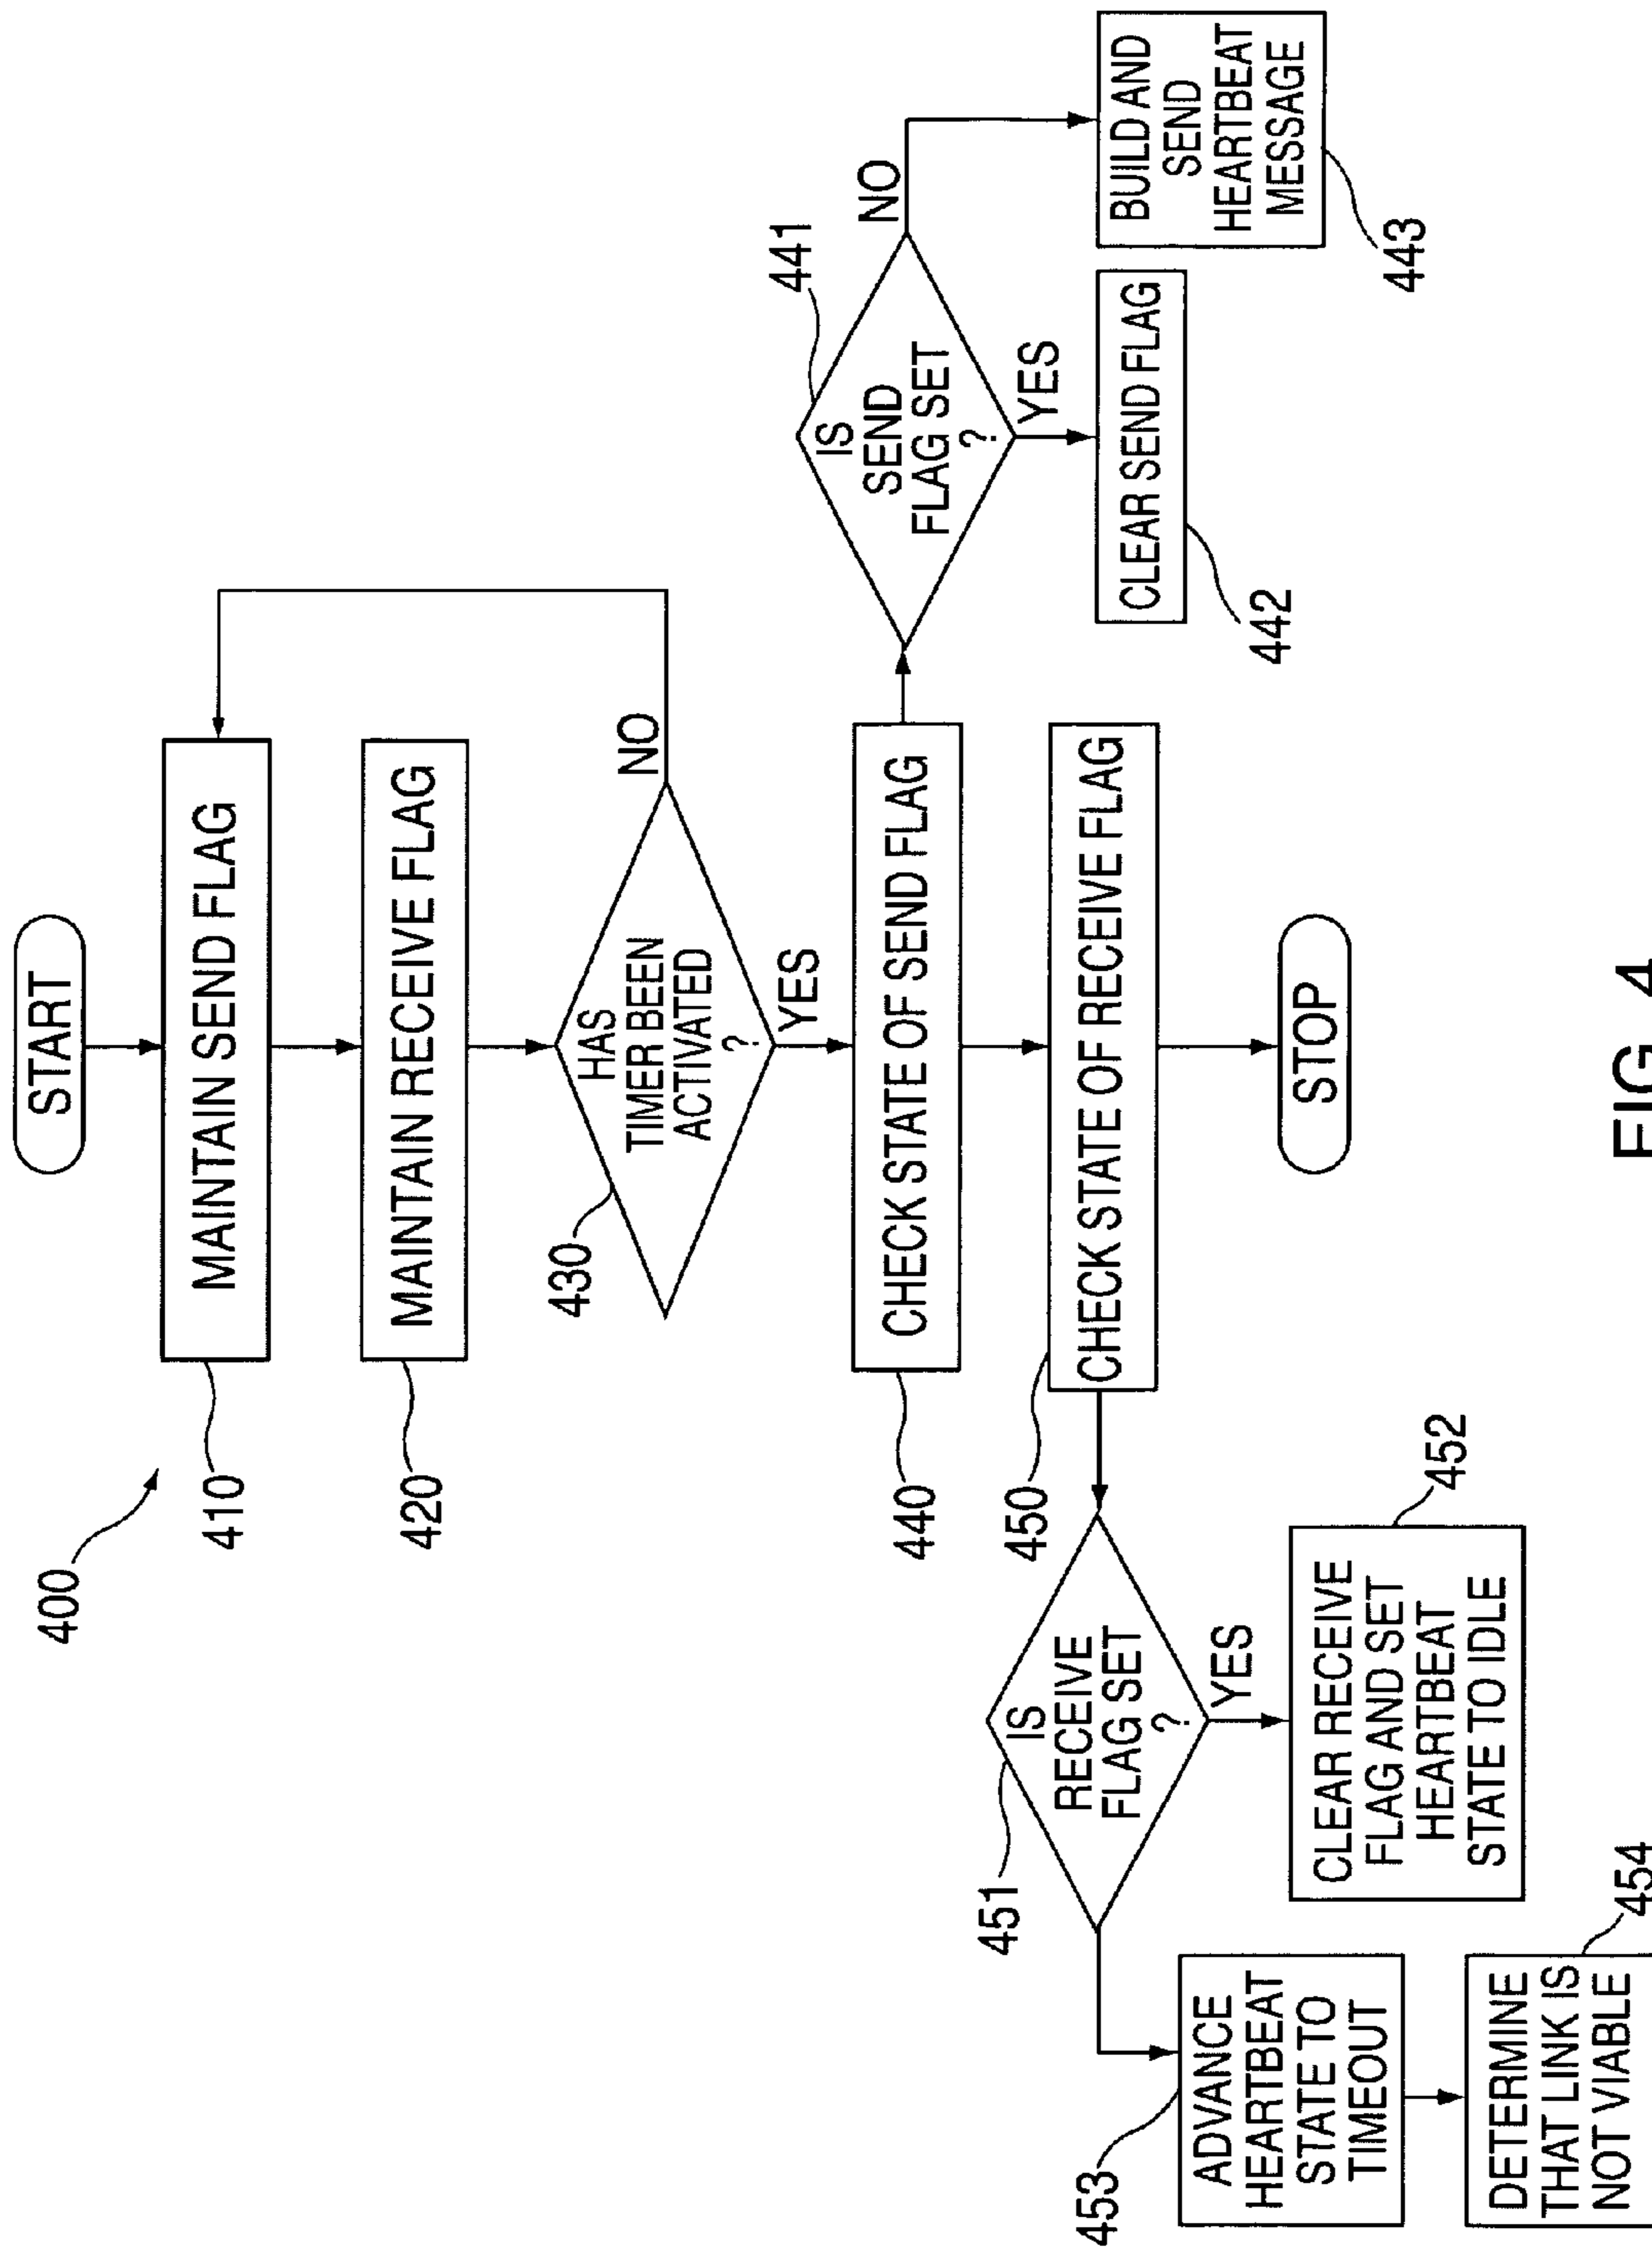 START
400
MAINTAIN SEND FLAG
410
MAINTAIN RECEIVE FLAG
420
HAS
TIMER BEEN
ACTIVATED
?
430
NO
YES
CHECK STATE OF SEND FLAG
440
IS
SEND
FLAG SET
?
441
NO
YES
CLEAR SEND FLAG
442
BUILD AND
SEND
HEARTBEAT
MESSAGE
443
CHECK STATE OF RECEIVE FLAG
450
IS
RECEIVE
FLAG SET
?
451
YES
CLEAR RECEIVE
FLAG AND SET
HEARTBEAT
STATE TO IDLE
452
ADVANCE
HEARTBEAT
STATE TO
TIMEOUT
453
DETERMINE
THAT LINK IS
NOT VIABLE
454
STOP
FIG. 4